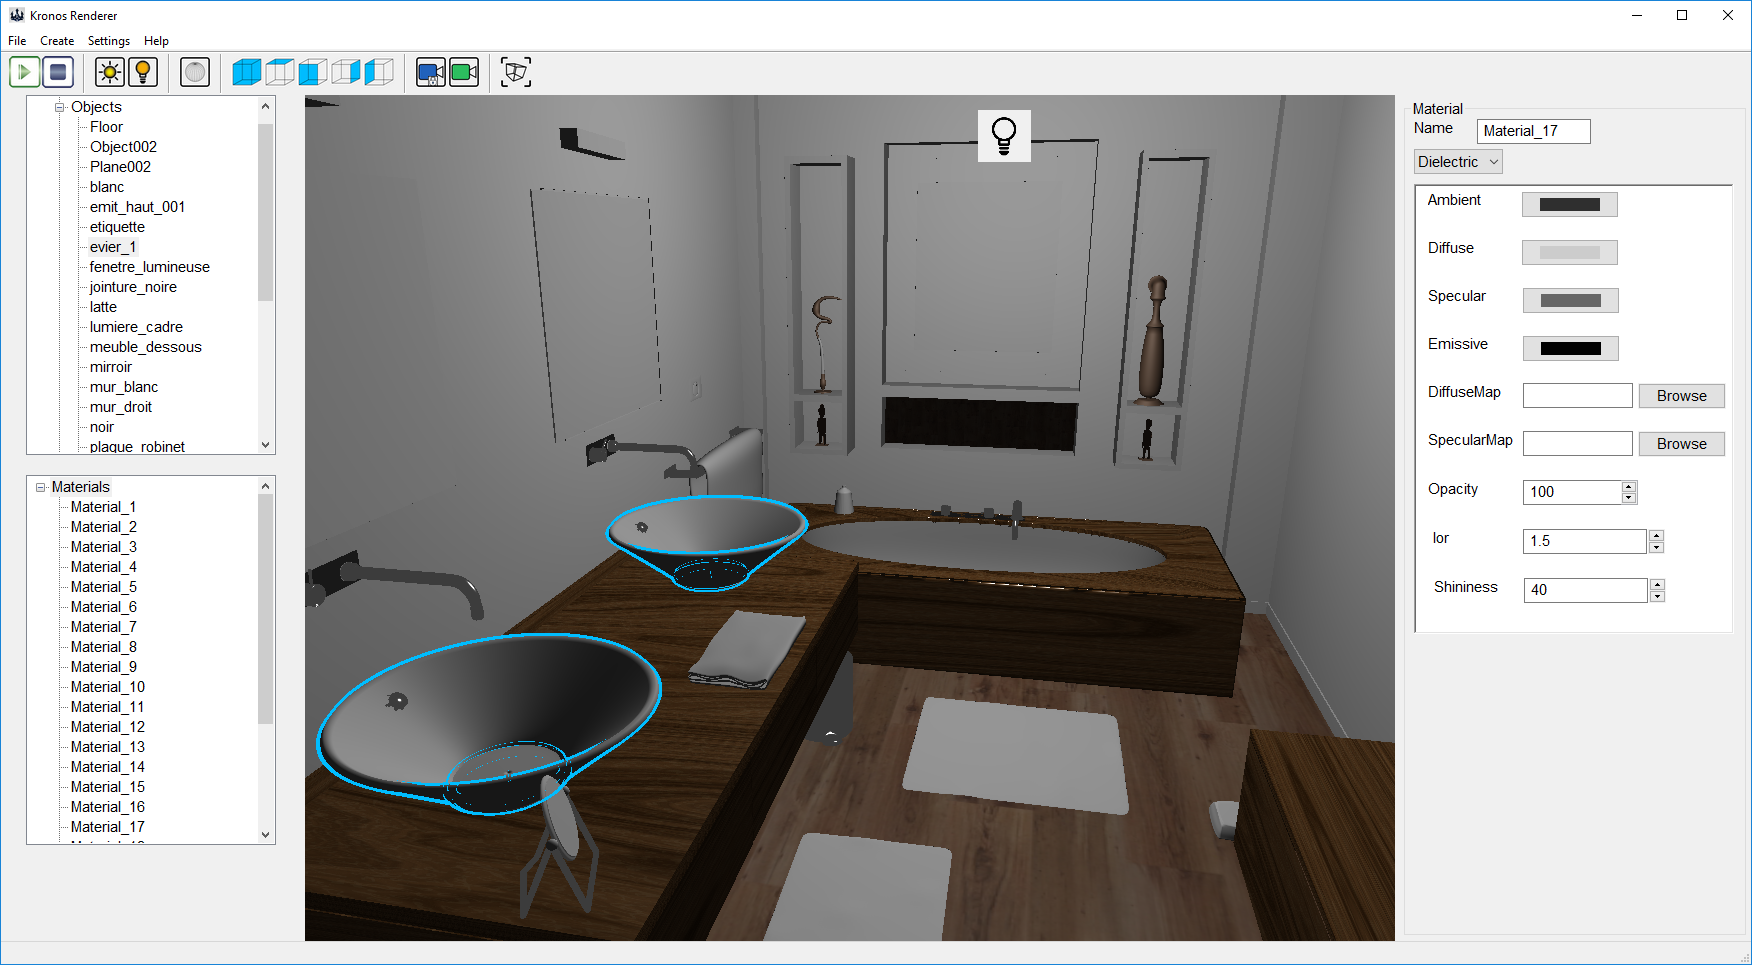 Kronos Renderer
File Create Settings Help
Objects
Floor
Object002
Plane002
blanc
emit_haut_001
etiquette
evier_1
fenetre_lumineuse
jointure_noire
latte
lumiere_cadre
meuble_dessous
mirroir
mur_blanc
mur_droit
noir
plaque_robinet
Materials
Material_1
Material_2
Material_3
Material_4
Material_5
Material_6
Material_7
Material_8
Material_9
Material_10
Material_11
Material_12
Material_13
Material_14
Material_15
Material_16
Material_17
Material
Name Material_17
Dielectric
Ambient
Diffuse
Specular
Emissive
DiffuseMap Browse
SpecularMap Browse
Opacity 100
Ior 1.5
Shininess 40